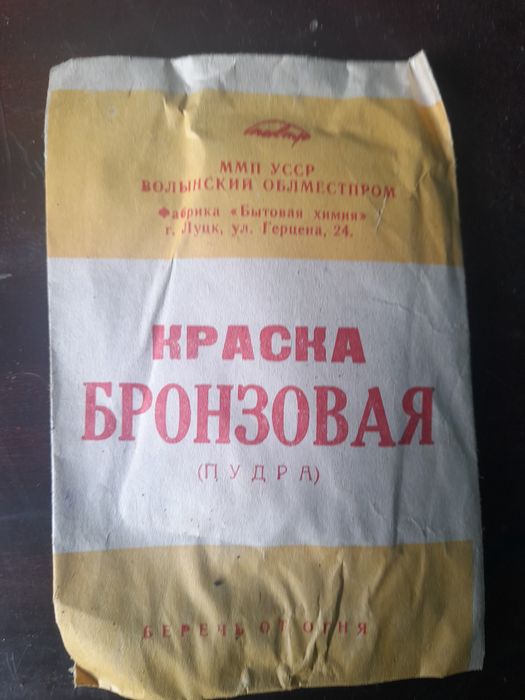 ММП УССР
ВОЛЫНСКИЙ ОБЛМЕСТПРОМ
Фабрика «Бытовая химия»
г. Луцк, ул. Герцена, 24.
КРАСКА
БРОНЗОВАЯ
(ПУДРА)
БЕРЕЧЬ ОТ ОГНЯ